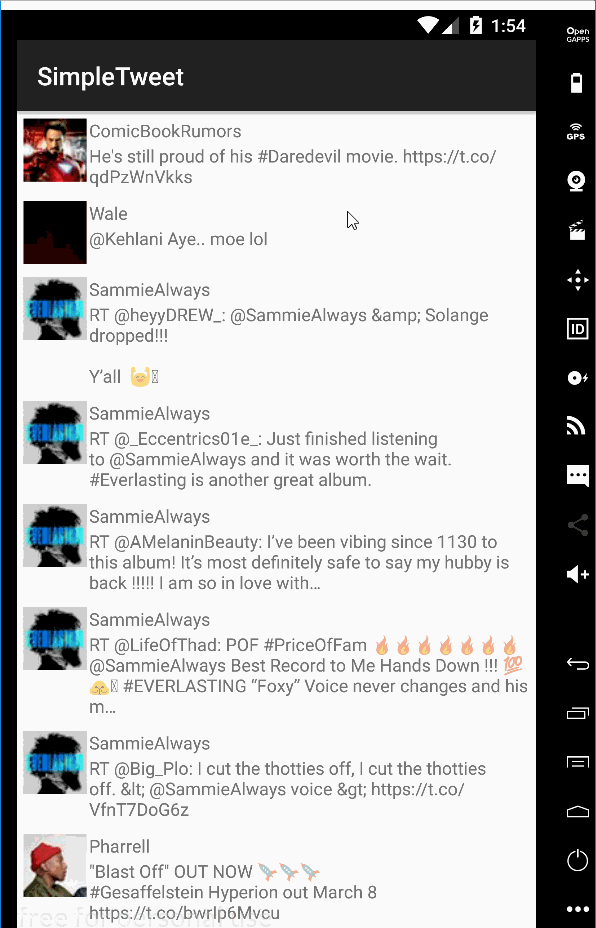 1:54
Open
GAPPS
SimpleTweet
GPS
ID
ComicBookRumors
He's still proud of his #Daredevil movie. https://t.co/
qdPzWnVkks
Wale
@Kehlani Aye.. moe lol
SammieAlways
RT @heyyDREW_: @SammieAlways &amp; Solange
dropped!!!
Y'all 🙌
SammieAlways
RT @_Eccentrics01e_: Just finished listening
to @SammieAlways and it was worth the wait.
#Everlasting is another great album.
SammieAlways
RT @AMelaninBeauty: I’ve been vibing since 1130 to
this album! It’s most definitely safe to say my hubby is
back !!!!! I am so in love with…
SammieAlways
RT @LifeOfThad: POF #PriceOfFam 🔥🔥🔥🔥🔥🔥🔥
@SammieAlways Best Record to Me Hands Down !!! 💯
🙏 #EVERLASTING “Foxy” Voice never changes and his
m…
SammieAlways
RT @Big_Plo: I cut the thotties off, I cut the thotties
off. &lt; @SammieAlways voice &gt; https://t.co/
VfnT7DoG6z
Pharrell
"Blast Off" OUT NOW 🚀🚀🚀
#Gesaffelstein Hyperion out March 8
https://t.co/bwrlp6Mvcu
free for personal use